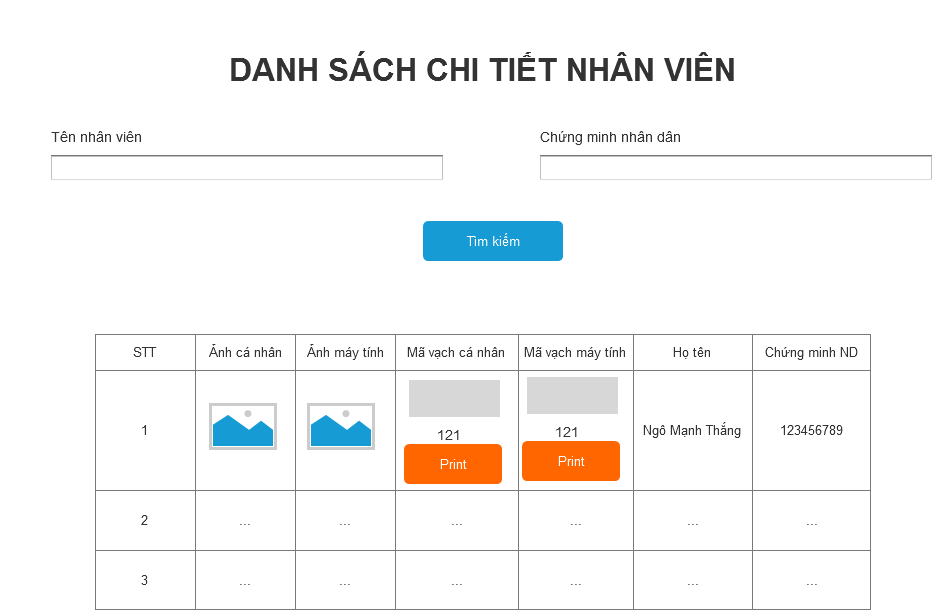 DANH SÁCH CHI TIẾT NHÂN VIÊN
Tên nhân viên Chứng minh nhân dân
Tìm kiếm
STT Ảnh cá nhân Ảnh máy tính Mã vạch cá nhân Mã vạch máy tính Họ tên Chứng minh ND
1 121 Print 121 Print Ngô Mạnh Thắng 123456789
2 ... ... ... ... ... ...
3 ... ... ... ... ... ...